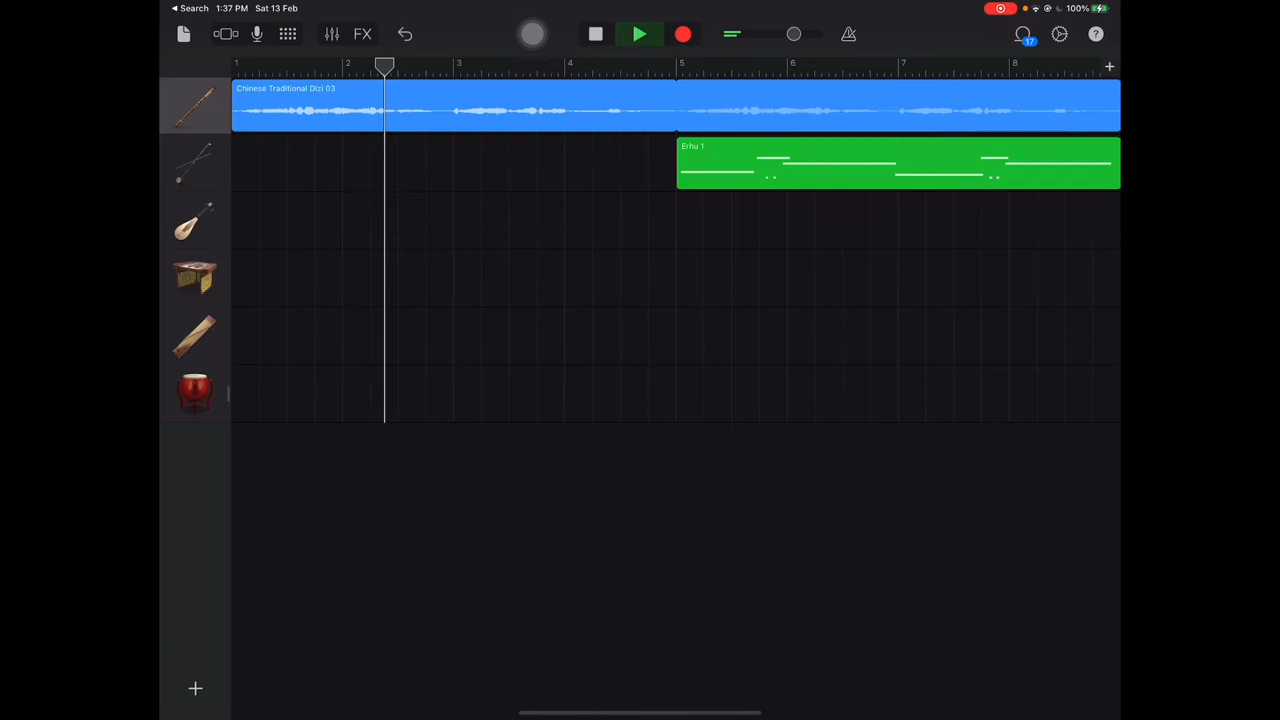 Search 1:37 PM Sat 13 Feb 100%
FX 17
1 2 3 4 5 6 7 8
Chinese Traditional Dizi 03
Erhu 1